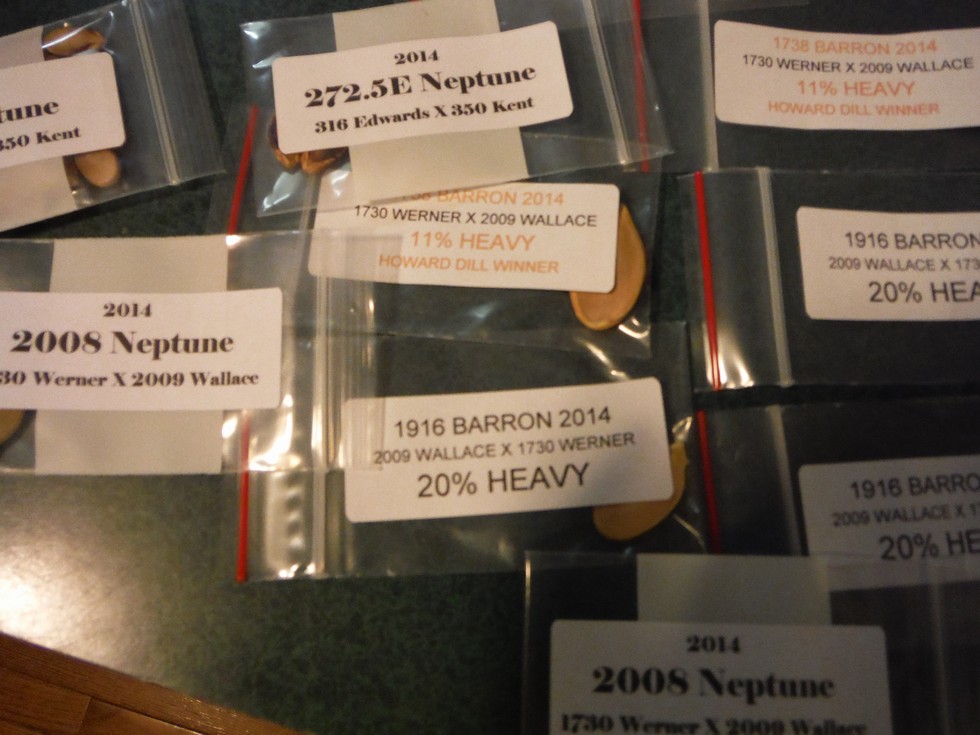 tune
350 Kent
2014
272.5E Neptune
316 Edwards X 350 Kent
1738 BARRON 2014
1730 WERNER X 2009 WALLACE
11% HEAVY
HOWARD DILL WINNER
BARRON 2014
1730 WERNER X 2009 WALLACE
11% HEAVY
HOWARD DILL WINNER
1916 BARRON
2009 WALLACE X 173
20% HEA
2014
2008 Neptune
30 Werner X 2009 Wallace
1916 BARRON 2014
2009 WALLACE X 1730 WERNER
20% HEAVY
1916 BARRO
2009 WALLACE X 17
20% HE
2014
2008 Neptune
1730 Werner X 2009 Wallace